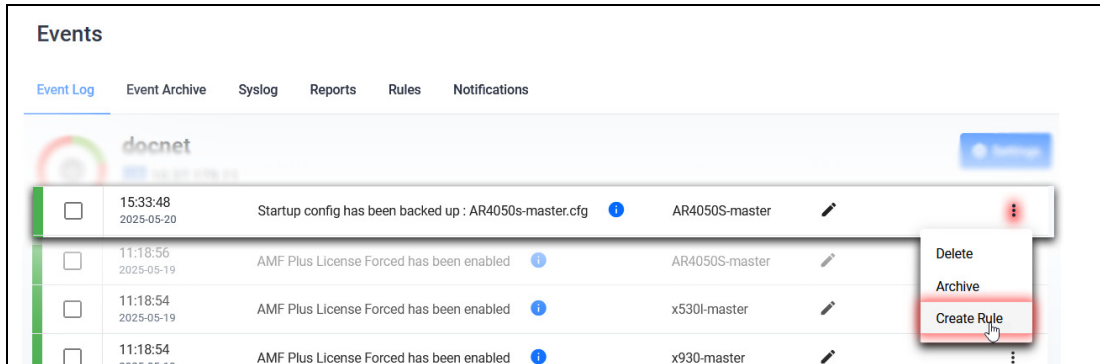 Events
Event Log Event Archive Syslog Reports Rules Notifications
docnet
Settings
15:33:48
2025-05-20
Startup config has been backed up : AR4050s-master.cfg
AR4050S-master
Delete
Archive
Create Rule
11:18:56
2025-05-19
AMF Plus License Forced has been enabled
AR4050S-master
11:18:54
2025-05-19
AMF Plus License Forced has been enabled
x530l-master
11:18:54
AMF Plus License Forced has been enabled
x930-master